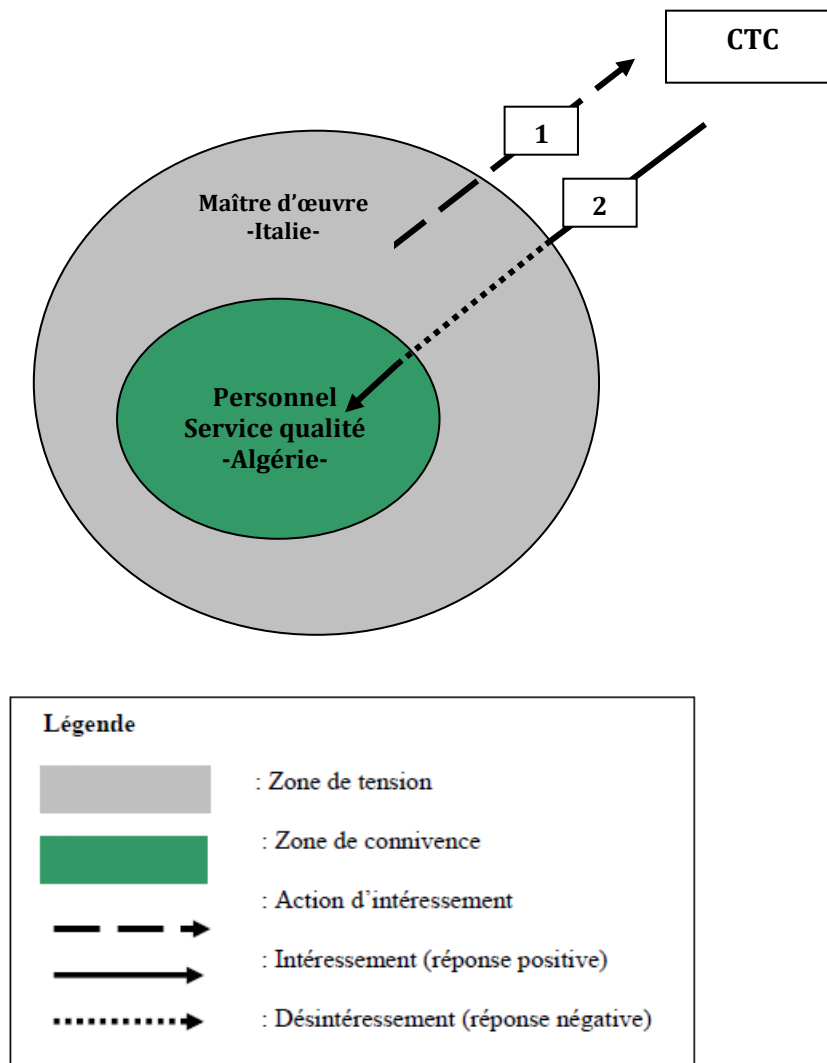 CTC
1
2
Maître d'œuvre
-Italie-
Personnel
Service qualité
-Algérie-
Légende
: Zone de tension
: Zone de connivence
: Action d'intéressement
: Intéressement (réponse positive)
: Désintéressement (réponse négative)